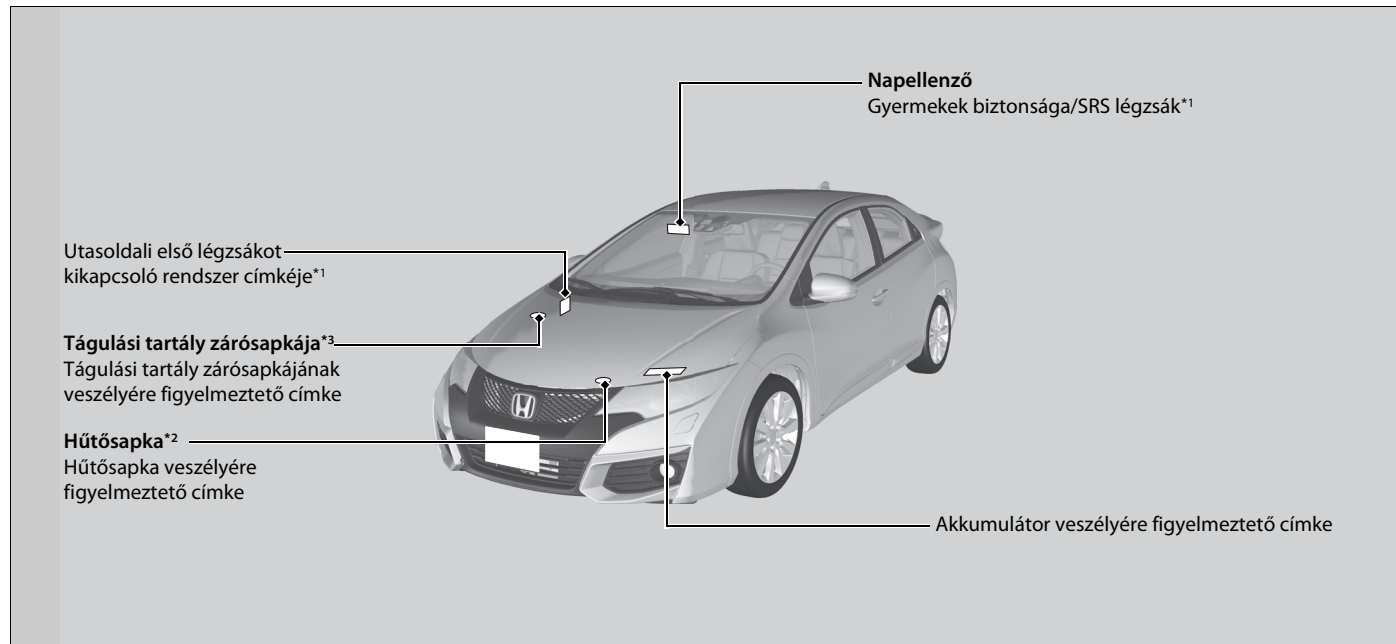 Napellenző
Gyermekek biztonsága/SRS légzsák*1
Utasoldali első légzsákot
kikapcsoló rendszer címkéje*1
Tágulási tartály zárósapkája*3
Tágulási tartály zárósapkájának
veszélyére figyelmeztető címke
Hűtősapka*2
Hűtősapka veszélyére
figyelmeztető címke
Akkumulátor veszélyére figyelmeztető címke